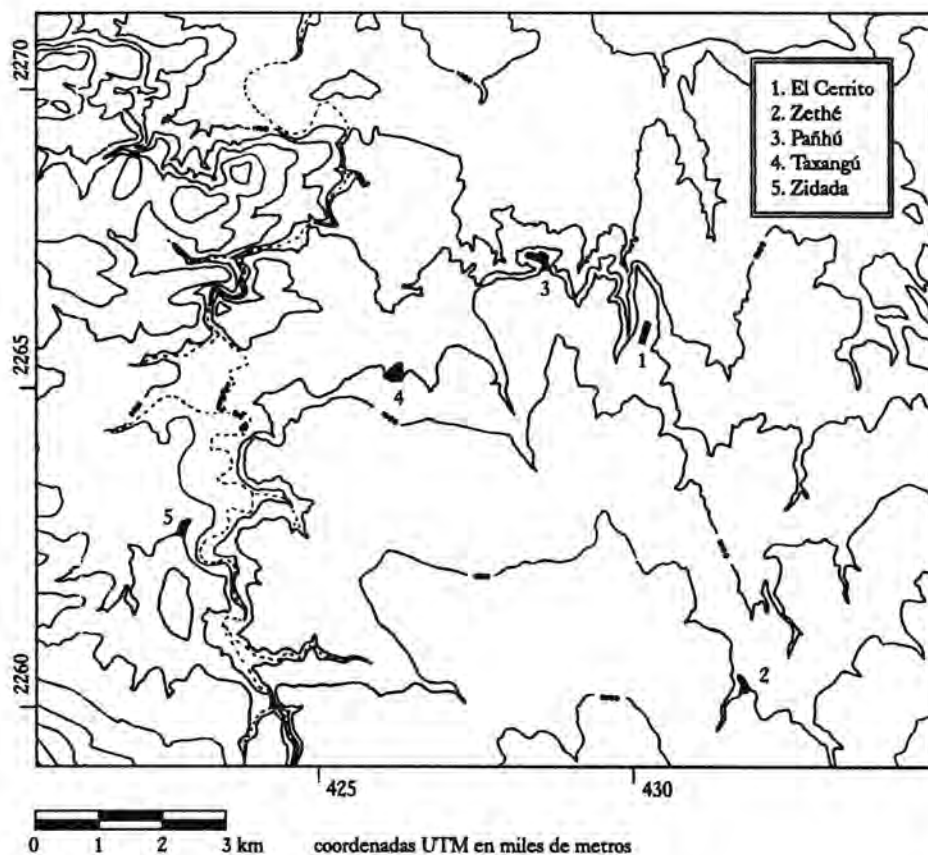 2270
1. El Cerrito
2. Zethé
3. Pañhú
4. Taxangú
5. Zidada
3
2265
1
4
5
2260
2
425
430
0 1 2 3 km
coordenadas UTM en miles de metros